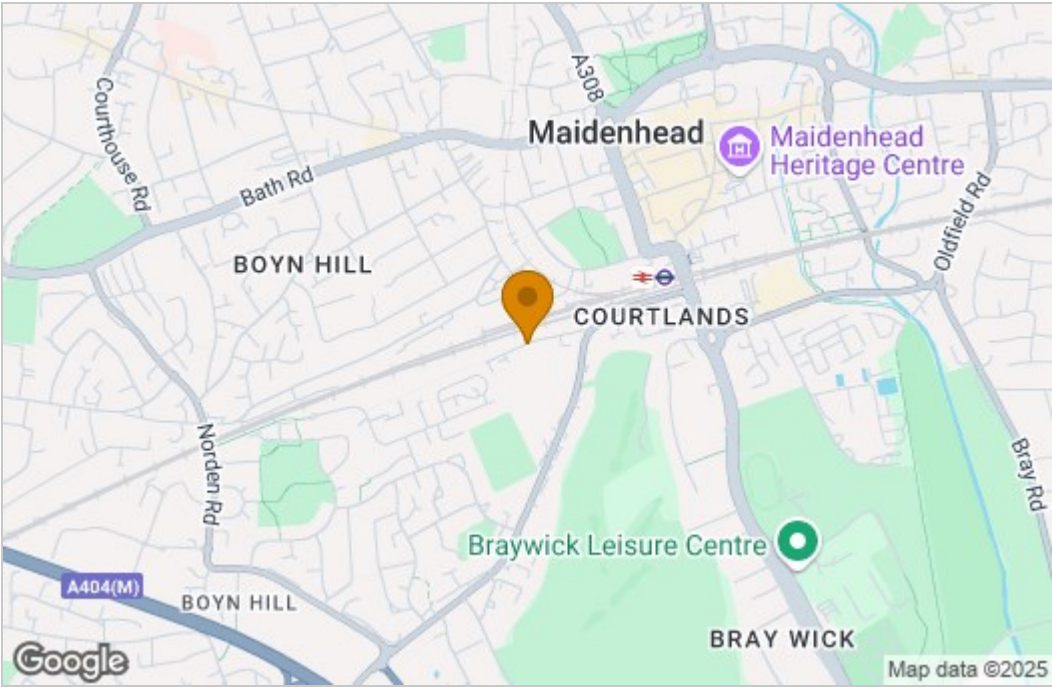 A308
Courthouse Rd
Maidenhead
Maidenhead
Heritage Centre
Bath Rd
Oldfield Rd
BOYN HILL
COURTLANDS
Norden Rd
Bray Rd
Braywick Leisure Centre
A404(M)
BOYN HILL
BRAY WICK
Google
Map data ©2025